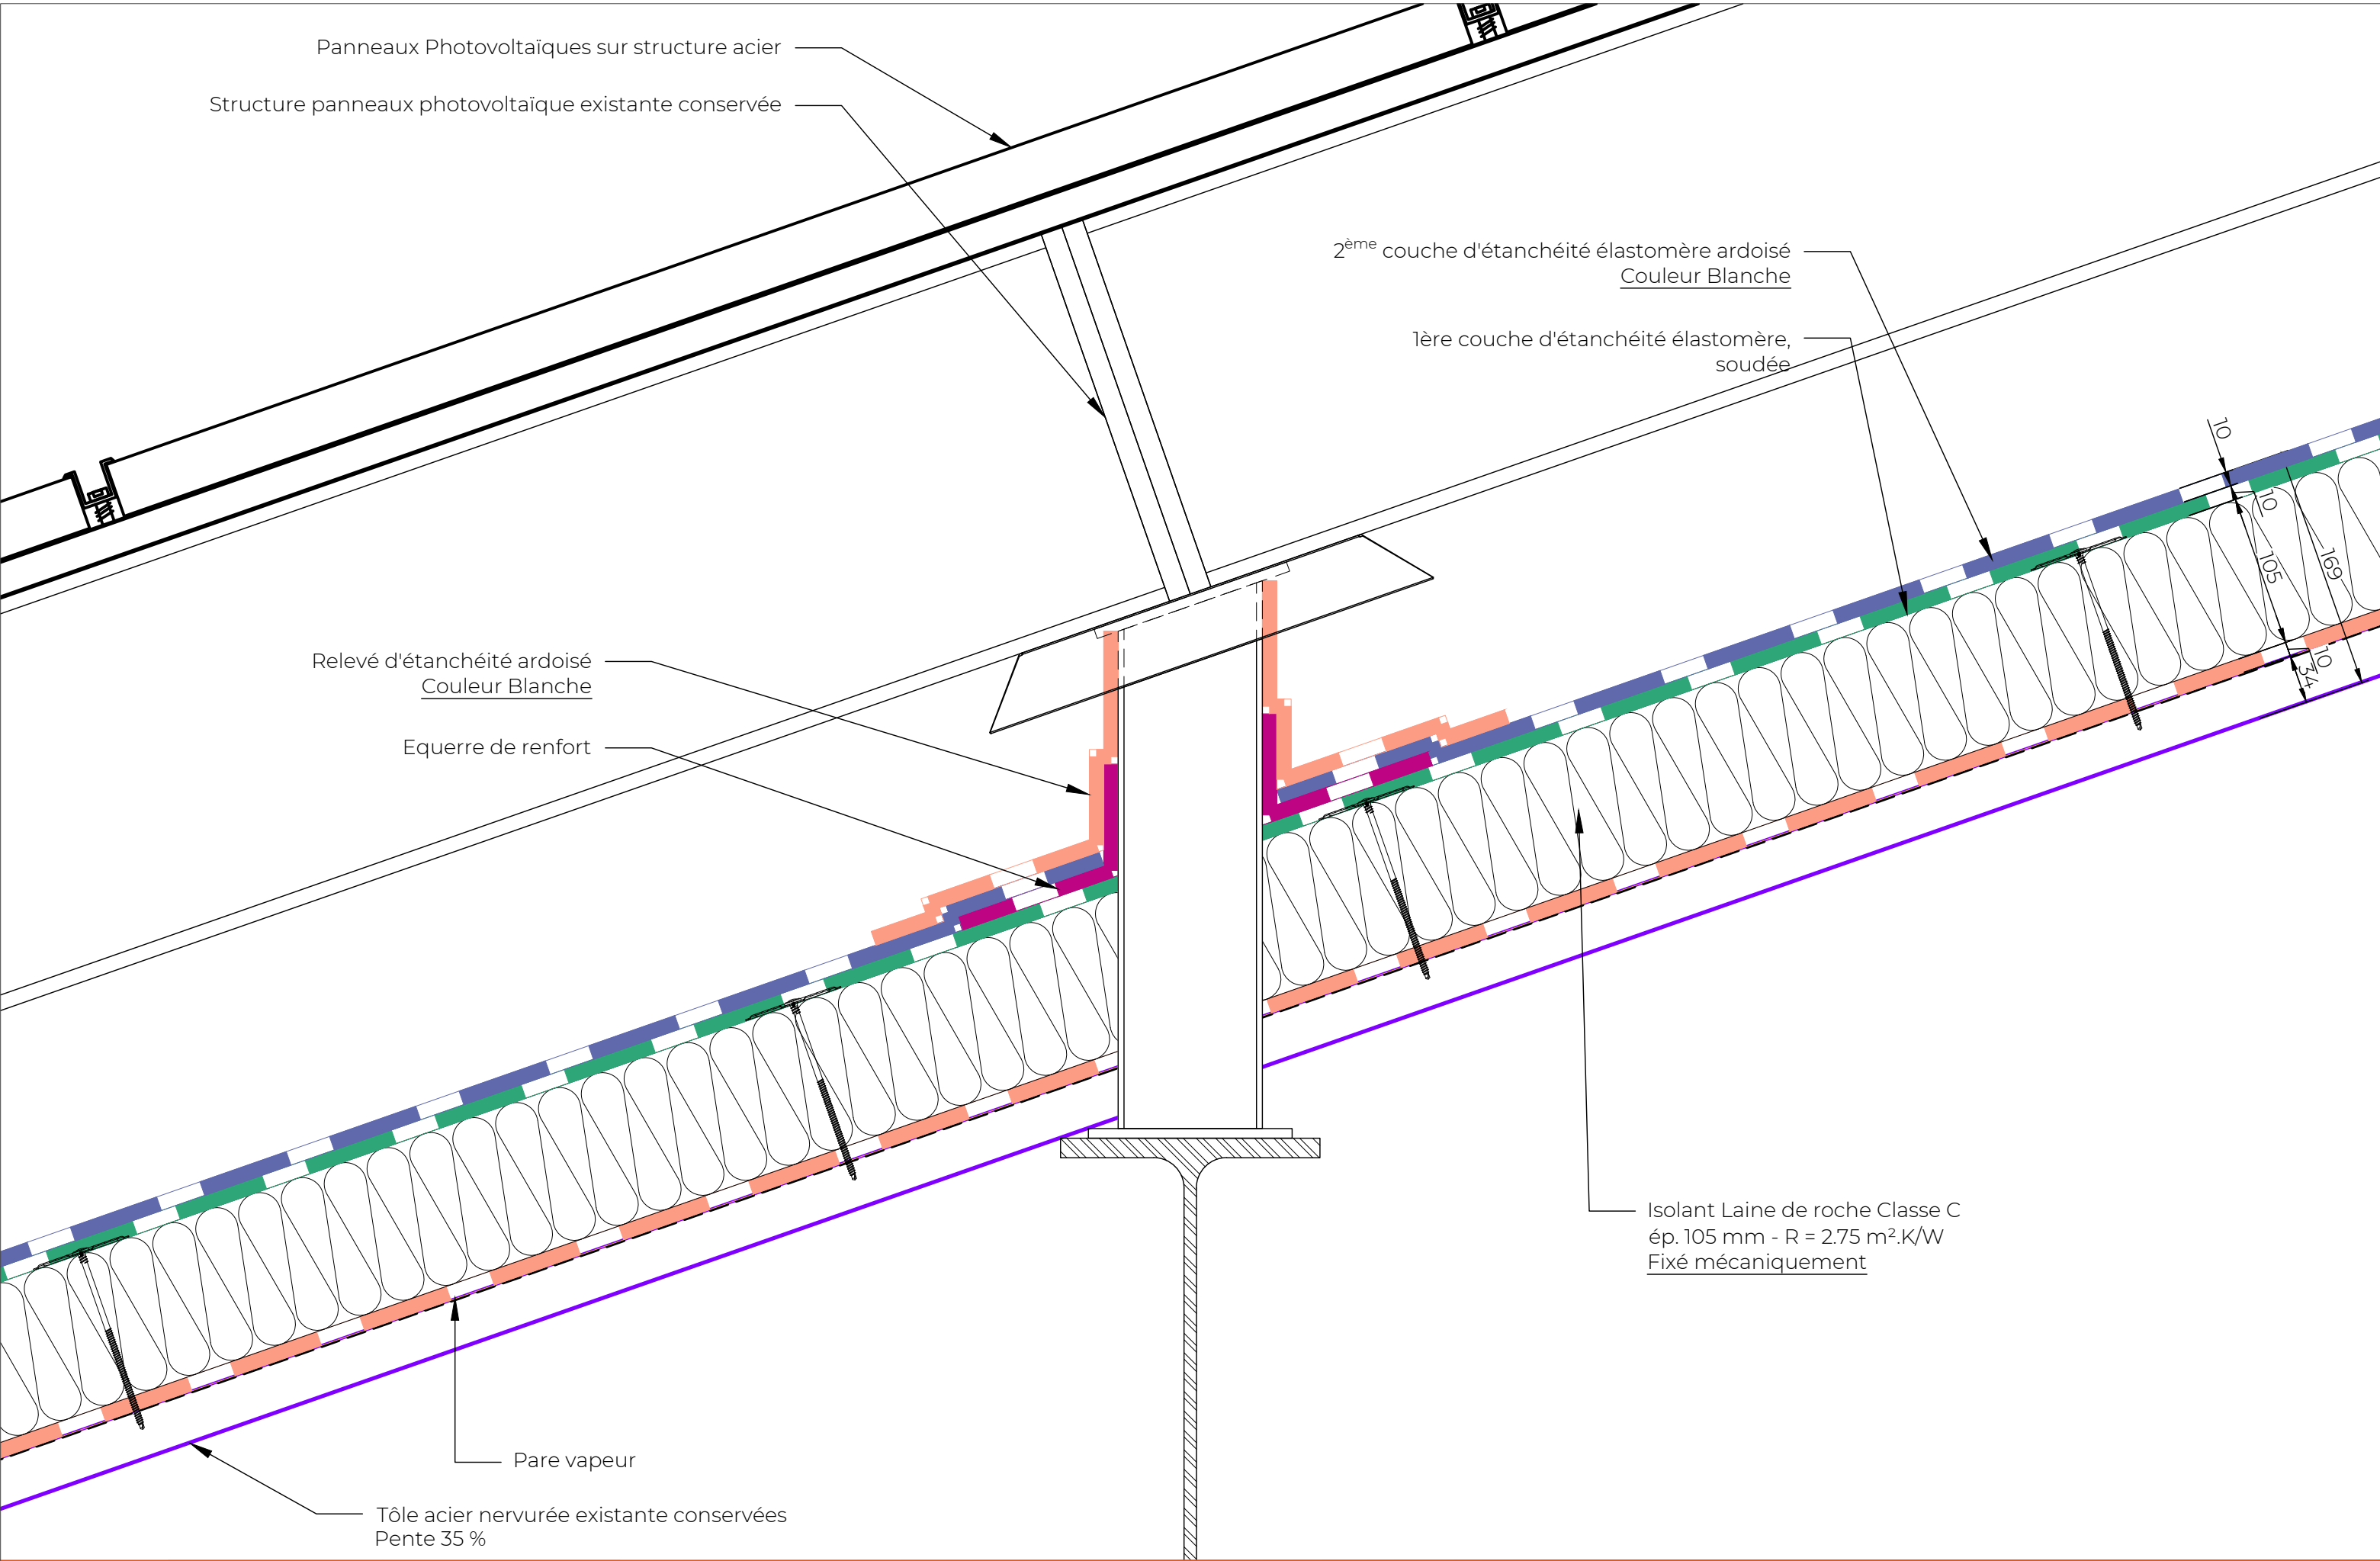 Panneaux Photovoltaïques sur structure acier
Structure panneaux photovoltaïque existante conservée
2ème couche d'étanchéité élastomère ardoisé
Couleur Blanche
1ère couche d'étanchéité élastomère,
soudée
10
10
105
169
10
34
Relevé d'étanchéité ardoisé
Couleur Blanche
Equerre de renfort
Isolant Laine de roche Classe C
ép. 105 mm - R = 2.75 m².K/W
Fixé mécaniquement
Pare vapeur
Tôle acier nervurée existante conservées
Pente 35 %